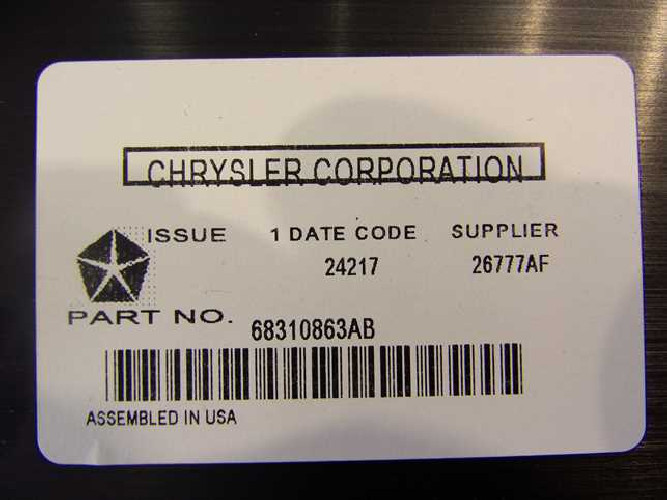 CHRYSLER CORPORATION
ISSUE 1 DATE CODE SUPPLIER
24217 26777AF
PART NO. 68310863AB
ASSEMBLED IN USA